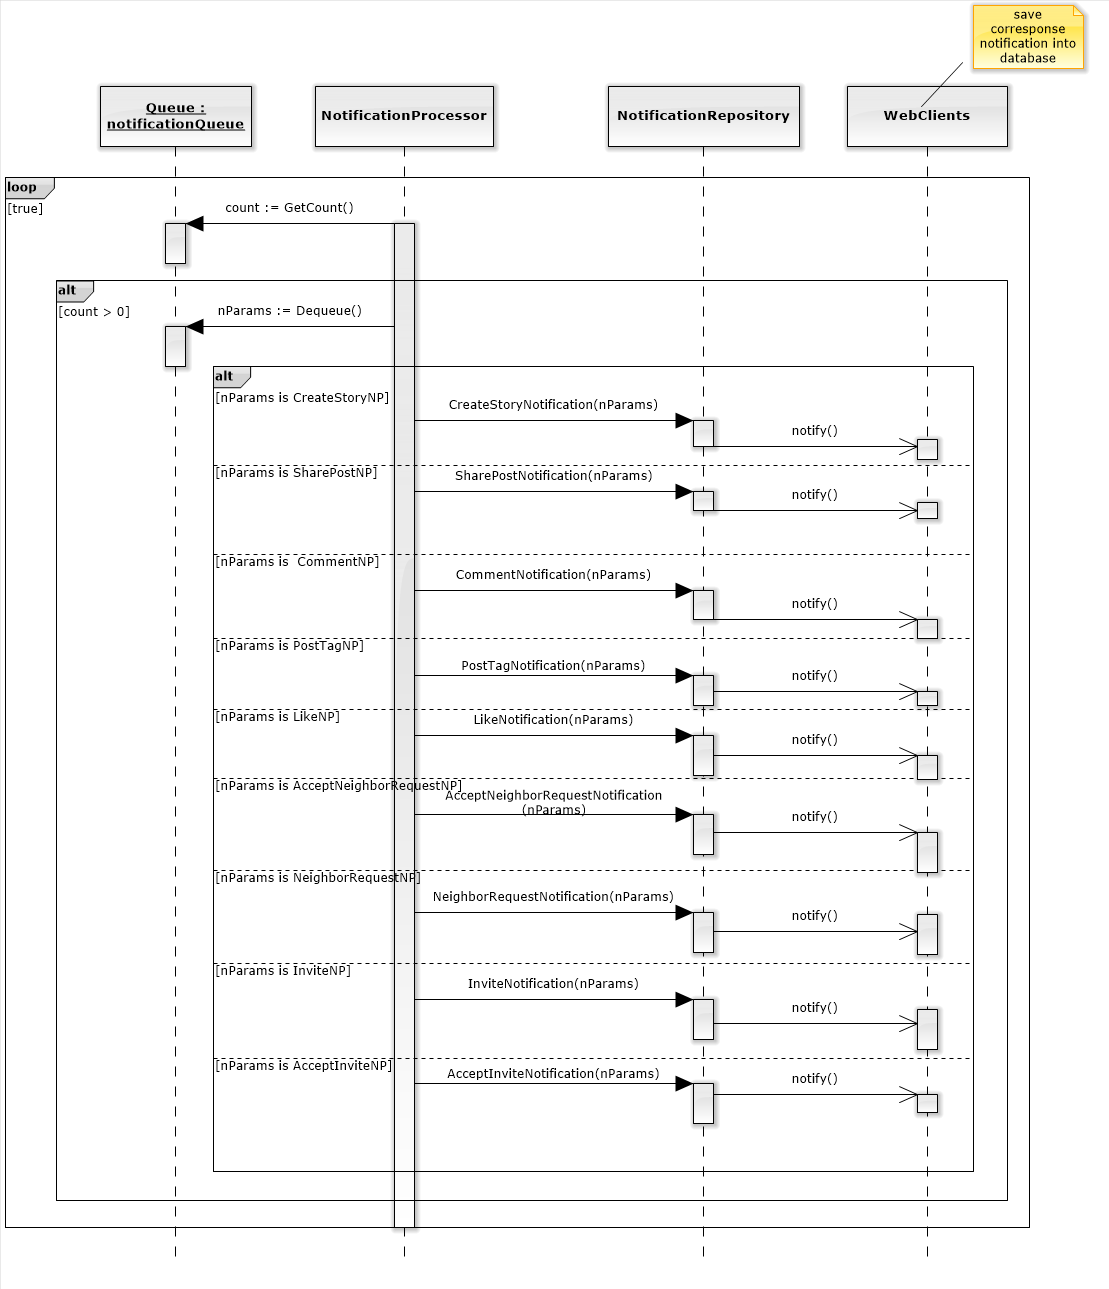 save
corresponse
notification into
database
Queue :
notificationQueue
NotificationProcessor
NotificationRepository
WebClients
loop
[true]
count := GetCount()
alt
[count > 0]
nParams := Dequeue()
alt
[nParams is CreateStoryNP]
CreateStoryNotification(nParams)
notify()
[nParams is SharePostNP]
SharePostNotification(nParams)
notify()
[nParams is  CommentNP]
CommentNotification(nParams)
notify()
[nParams is PostTagNP]
PostTagNotification(nParams)
notify()
[nParams is LikeNP]
LikeNotification(nParams)
notify()
[nParams is AcceptNeighborRequestNP]
AcceptNeighborRequestNotification
(nParams)
notify()
[nParams is NeighborRequestNP]
NeighborRequestNotification(nParams)
notify()
[nParams is InviteNP]
InviteNotification(nParams)
notify()
[nParams is AcceptInviteNP]
AcceptInviteNotification(nParams)
notify()